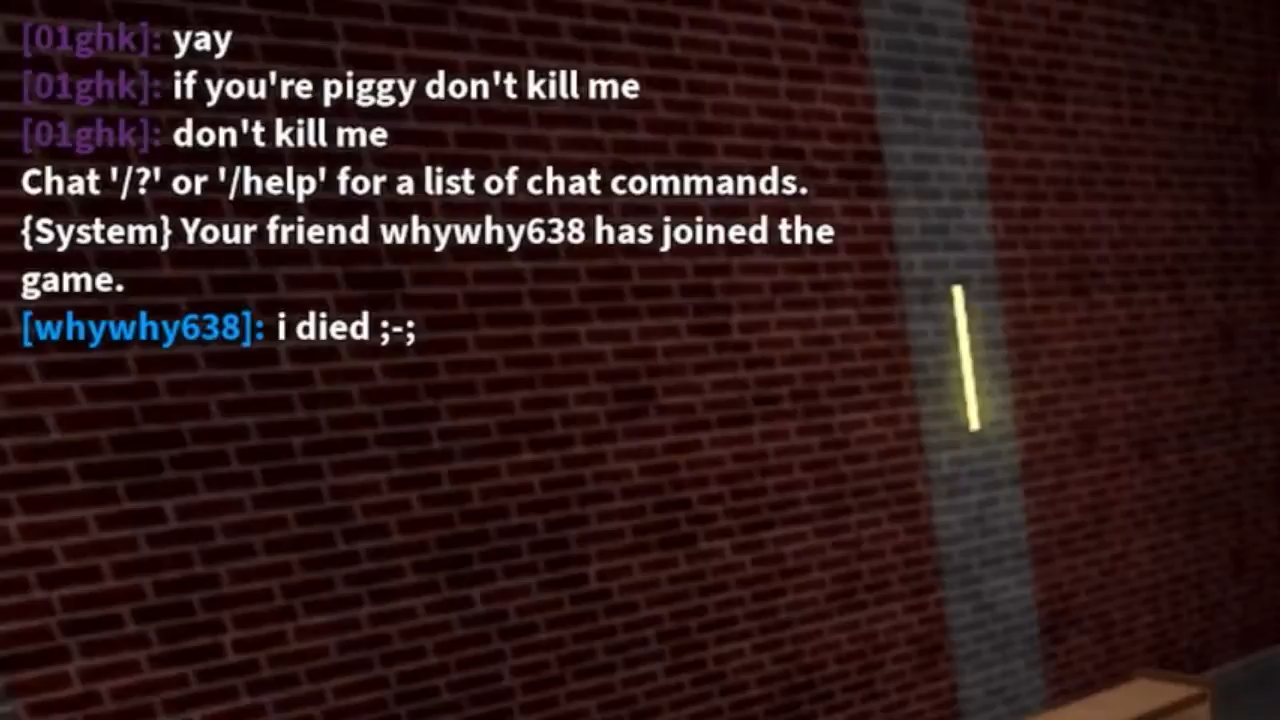 [01ghk]: yay
[01ghk]: if you're piggy don't kill me
[01ghk]: don't kill me
Chat '/?' or '/help' for a list of chat commands.
{System} Your friend whywhy638 has joined the
game.
[whywhy638]: i died ;-;